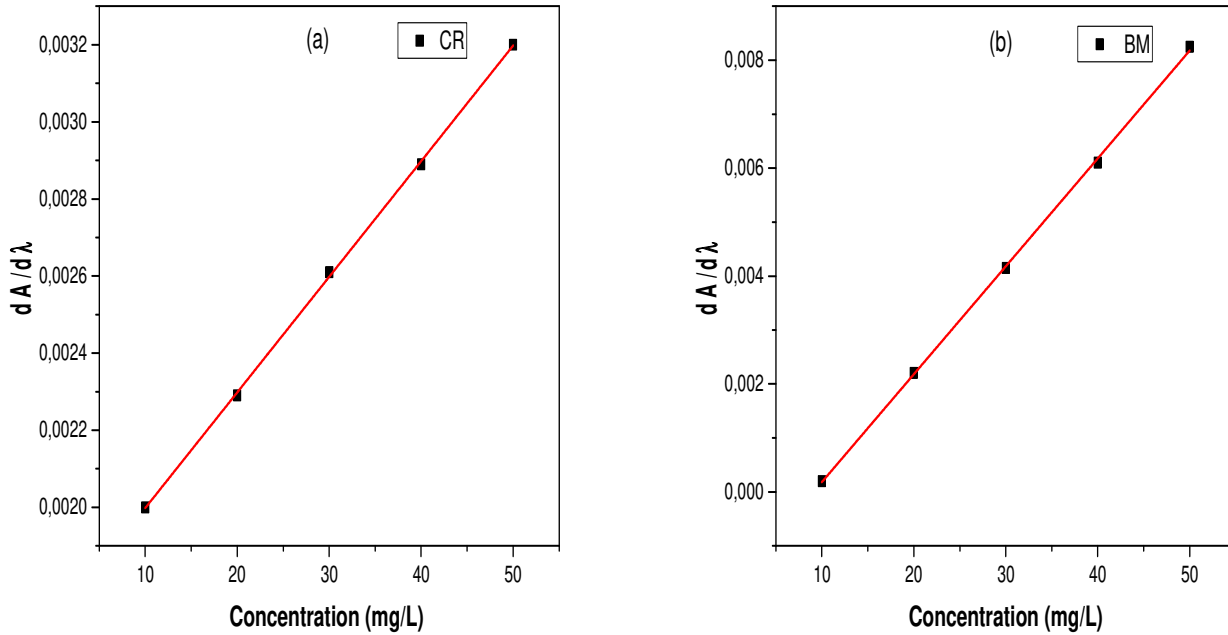 (a)
CR
0,0032
0,0030
0,0028
0,0026
0,0024
0,0022
0,0020
d A / d λ
10 20 30 40 50
Concentration (mg/L)
(b)
BM
0,008
0,006
0,004
0,002
0,000
d A / d λ
10 20 30 40 50
Concentration (mg/L)